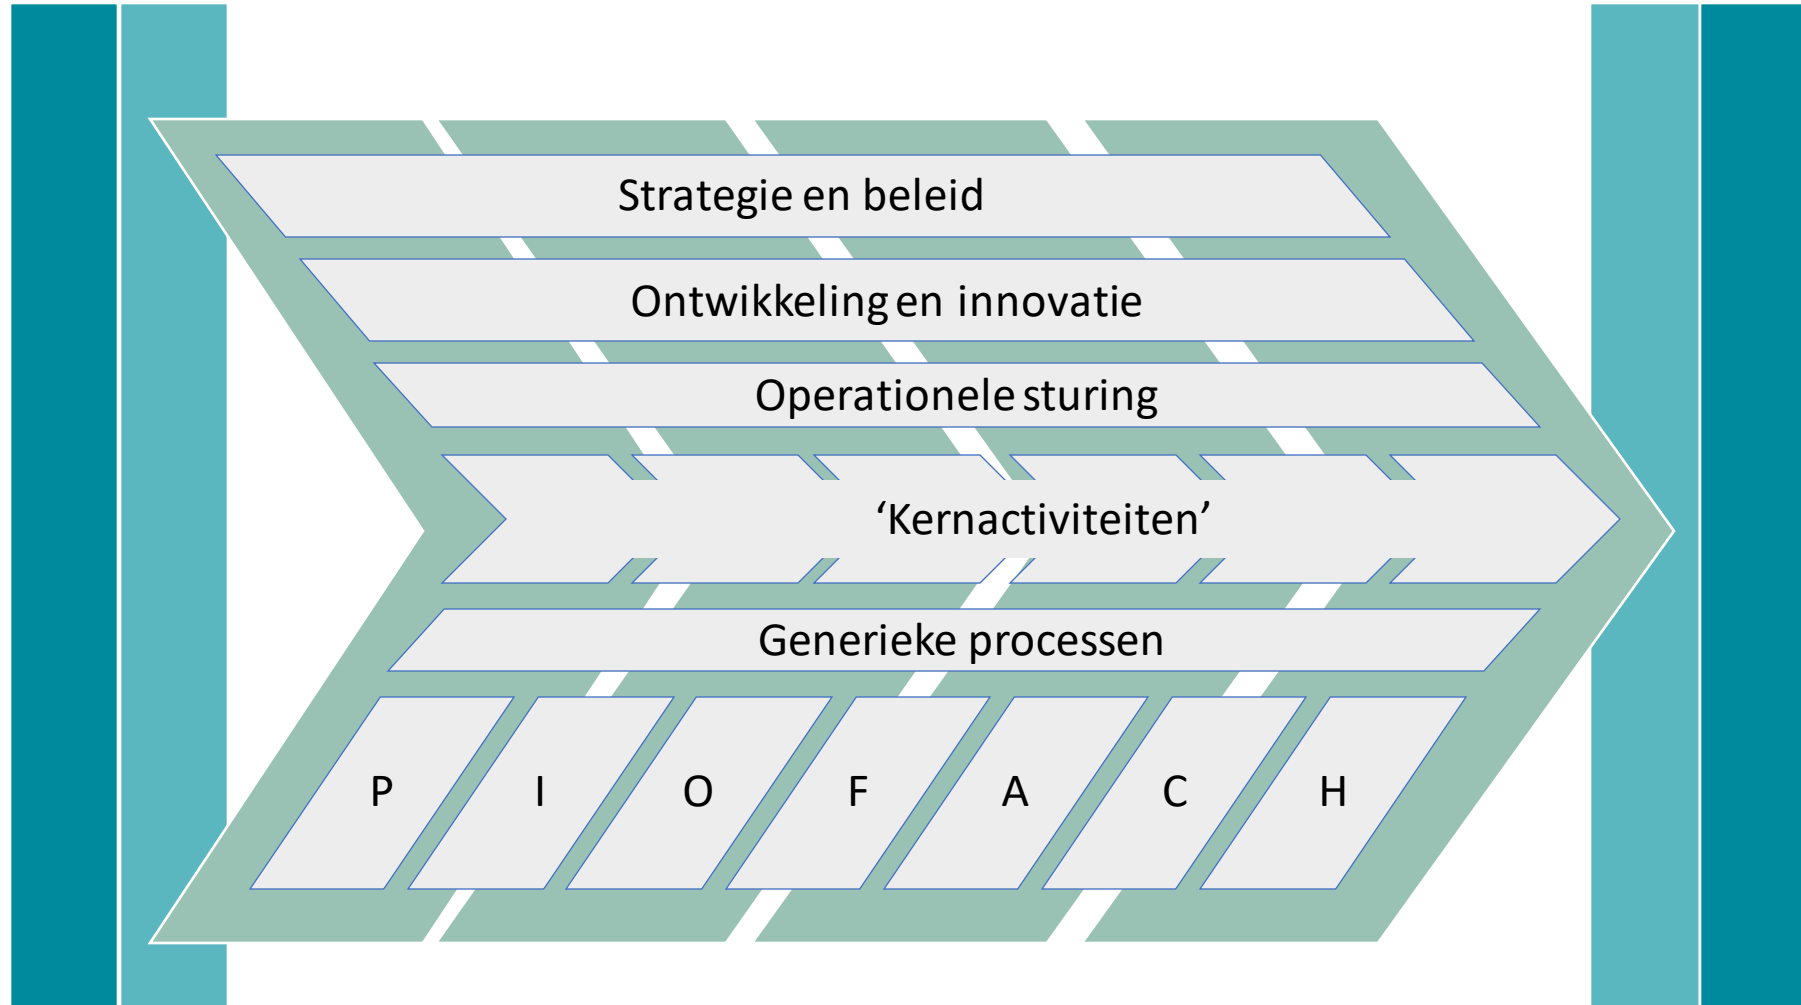 Strategie en beleid
Ontwikkeling en innovatie
Operationele sturing
‘Kernactiviteiten’
Generieke processen
P I O F A C H